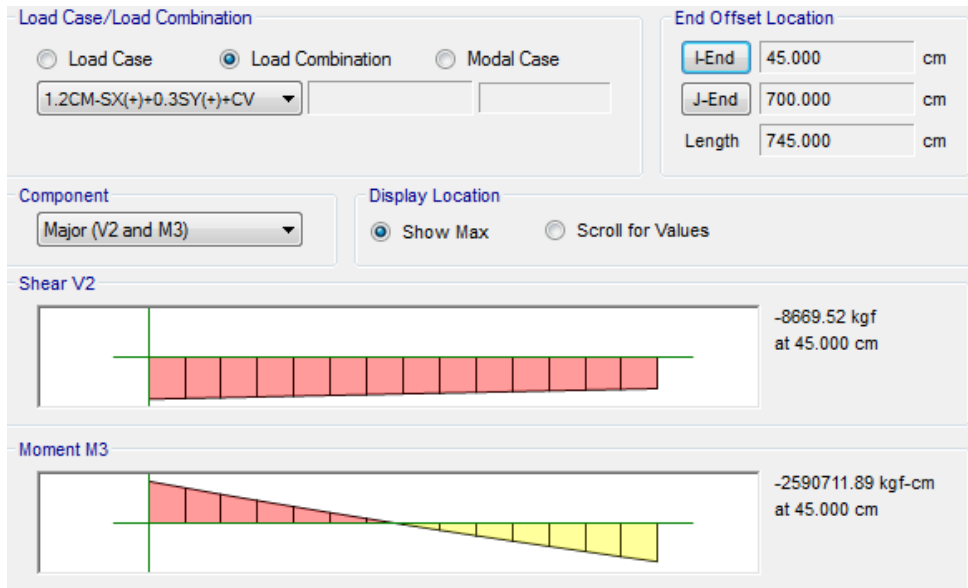 Load Case/Load Combination
Load Case
Load Combination
Modal Case
1.2CM-SX(+)+0.3SY(+)+CV
End Offset Location
I-End 45.000 cm
J-End 700.000 cm
Length 745.000 cm
Component
Major (V2 and M3)
Display Location
Show Max
Scroll for Values
Shear V2
-8669.52 kgf
at 45.000 cm
Moment M3
-2590711.89 kgf-cm
at 45.000 cm